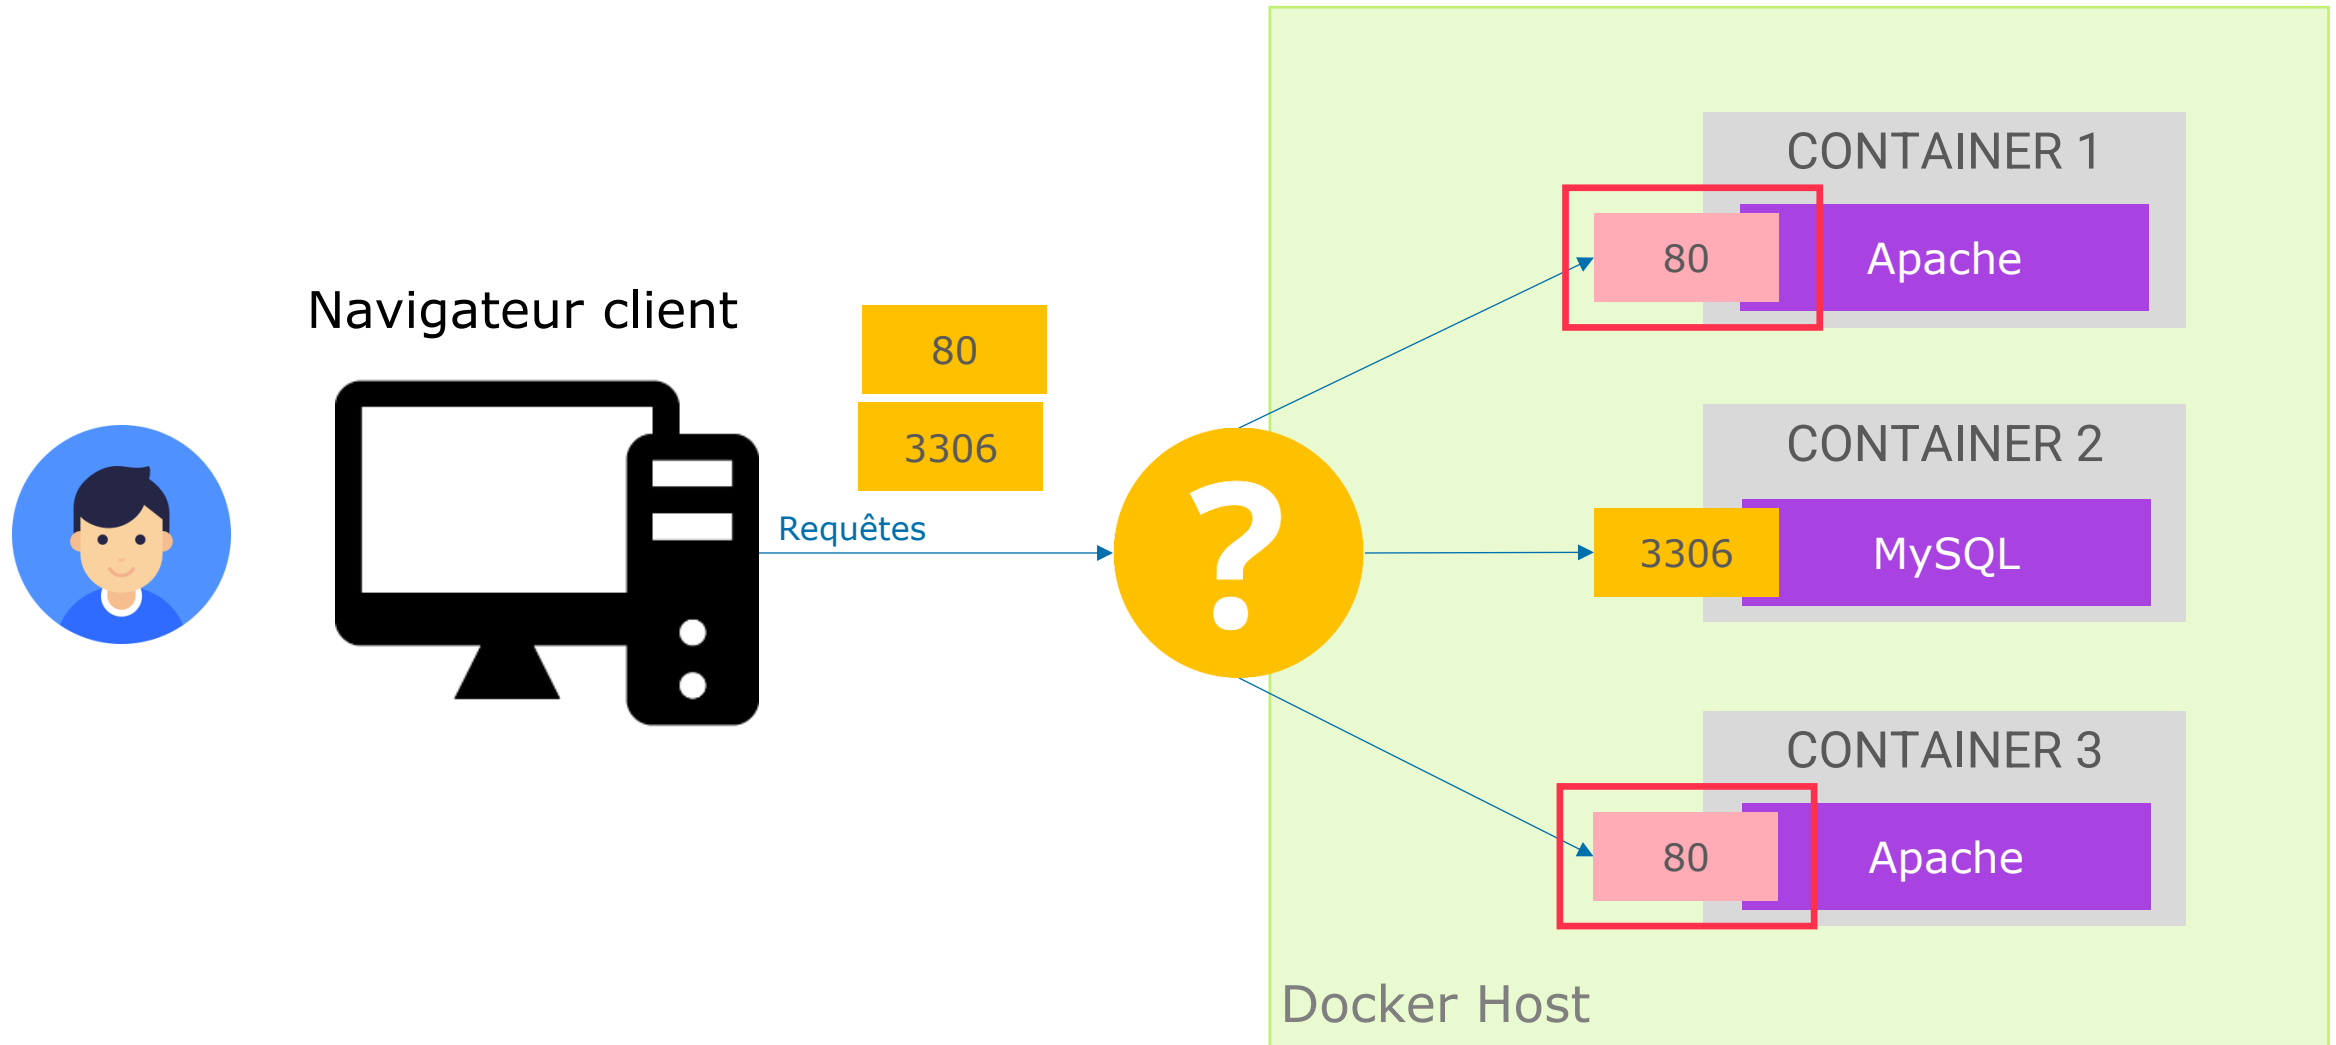 CONTAINER 1
80
Apache
Navigateur client
80
3306
CONTAINER 2
Requêtes
?
3306
MySQL
CONTAINER 3
80
Apache
Docker Host